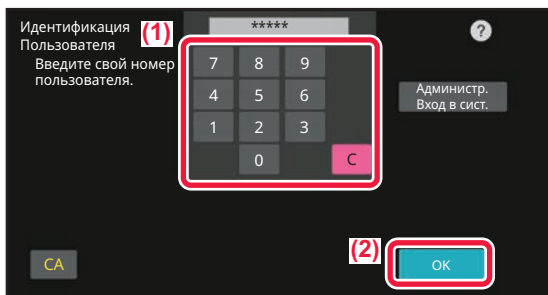 Идентификация
Пользователя
(1)
*****
?
Введите свой номер
пользователя.
7 8 9
4 5 6
1 2 3
0 C
Администр.
Вход в сист.
(2)
CA
OK